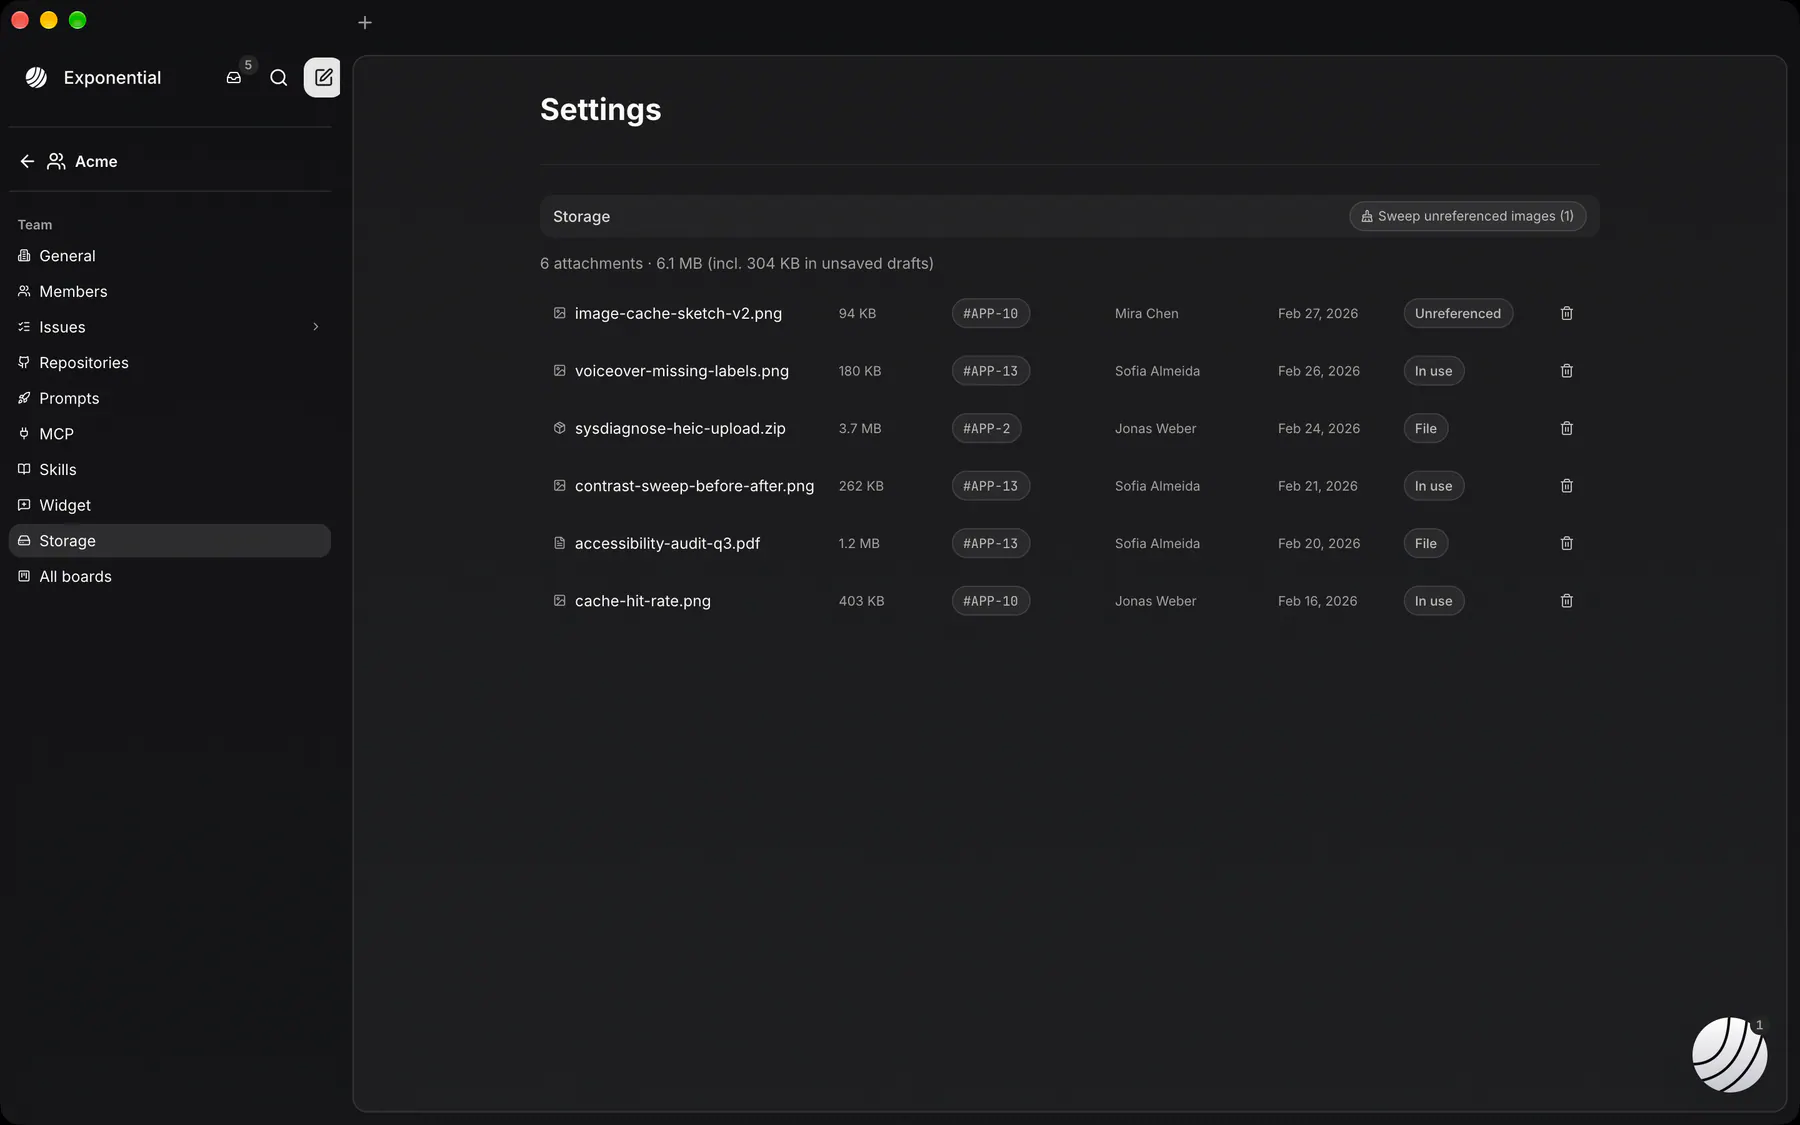 Exponential
5
Acme
Team
General
Members
Issues
Repositories
Prompts
MCP
Skills
Widget
Storage
All boards
Settings
Storage
Sweep unreferenced images (1)
6 attachments · 6.1 MB (incl. 304 KB in unsaved drafts)
image-cache-sketch-v2.png 94 KB #APP-10 Mira Chen Feb 27, 2026 Unreferenced
voiceover-missing-labels.png 180 KB #APP-13 Sofia Almeida Feb 26, 2026 In use
sysdiagnose-heic-upload.zip 3.7 MB #APP-2 Jonas Weber Feb 24, 2026 File
contrast-sweep-before-after.png 262 KB #APP-13 Sofia Almeida Feb 21, 2026 In use
accessibility-audit-q3.pdf 1.2 MB #APP-13 Sofia Almeida Feb 20, 2026 File
cache-hit-rate.png 403 KB #APP-10 Jonas Weber Feb 16, 2026 In use
1